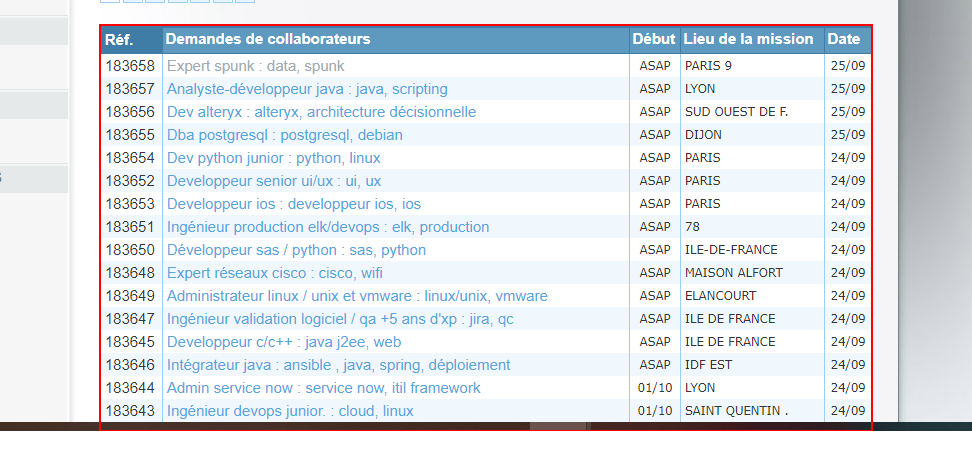 Réf. Demandes de collaborateurs Début Lieu de la mission Date
183658 Expert spunk : data, spunk ASAP PARIS 9 25/09
183657 Analyste-développeur java : java, scripting ASAP LYON 25/09
183656 Dev alteryx : alteryx, architecture décisionnelle ASAP SUD OUEST DE F. 25/09
183655 Dba postgresql : postgresql, debian ASAP DIJON 25/09
183654 Dev python junior : python, linux ASAP PARIS 24/09
183652 Developpeur senior ui/ux : ui, ux ASAP PARIS 24/09
183653 Developpeur ios : developpeur ios, ios ASAP PARIS 24/09
183651 Ingénieur production elk/devops : elk, production ASAP 78 24/09
183650 Développeur sas / python : sas, python ASAP ILE-DE-FRANCE 24/09
183648 Expert réseaux cisco : cisco, wifi ASAP MAISON ALFORT 24/09
183649 Administrateur linux / unix et vmware : linux/unix, vmware ASAP ELANCOURT 24/09
183647 Ingénieur validation logiciel / qa +5 ans d'xp : jira, qc ASAP ILE DE FRANCE 24/09
183645 Developpeur c/c++ : java j2ee, web ASAP ILE DE FRANCE 24/09
183646 Intégrateur java : ansible , java, spring, déploiement ASAP IDF EST 24/09
183644 Admin service now : service now, itil framework 01/10 LYON 24/09
183643 Ingénieur devops junior. : cloud, linux 01/10 SAINT QUENTIN . 24/09